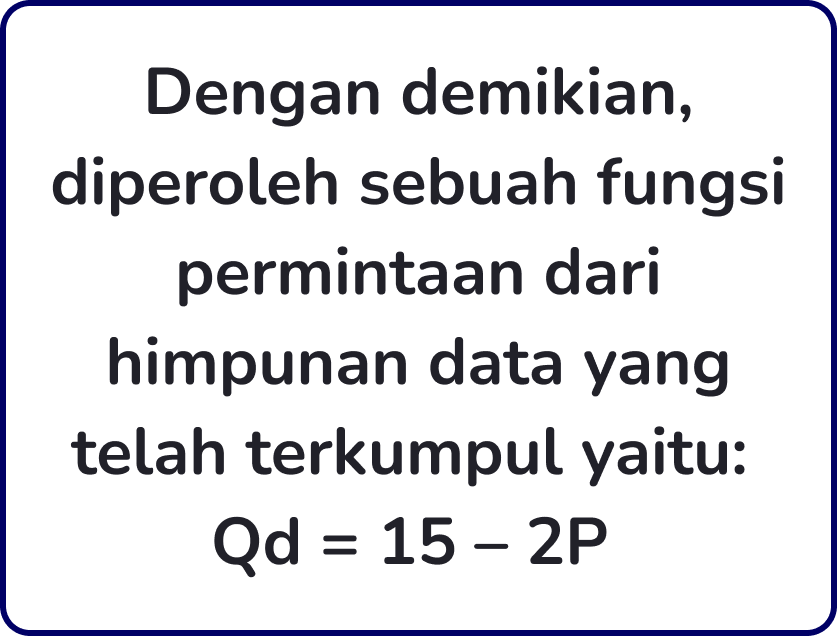 Dengan demikian,
diperoleh sebuah fungsi
permintaan dari
himpunan data yang
telah terkumpul yaitu:
Qd = 15 – 2P